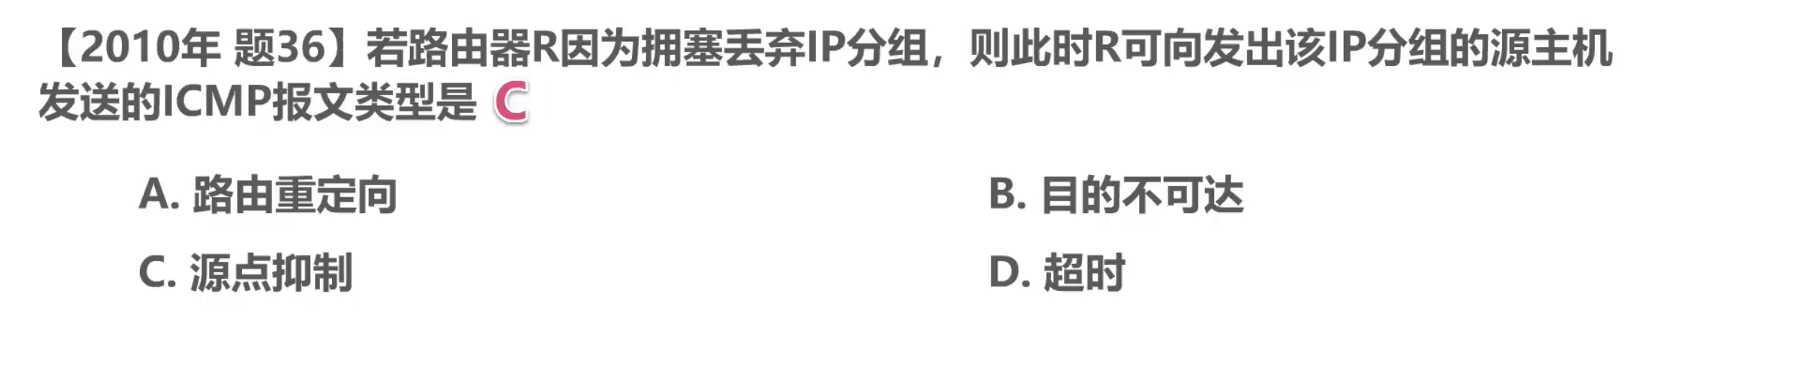 【2010年 题36】若路由器R因为拥塞丢弃IP分组，则此时R可向发出该IP分组的源主机
发送的ICMP报文类型是 C
A. 路由重定向
B. 目的不可达
C. 源点抑制
D. 超时